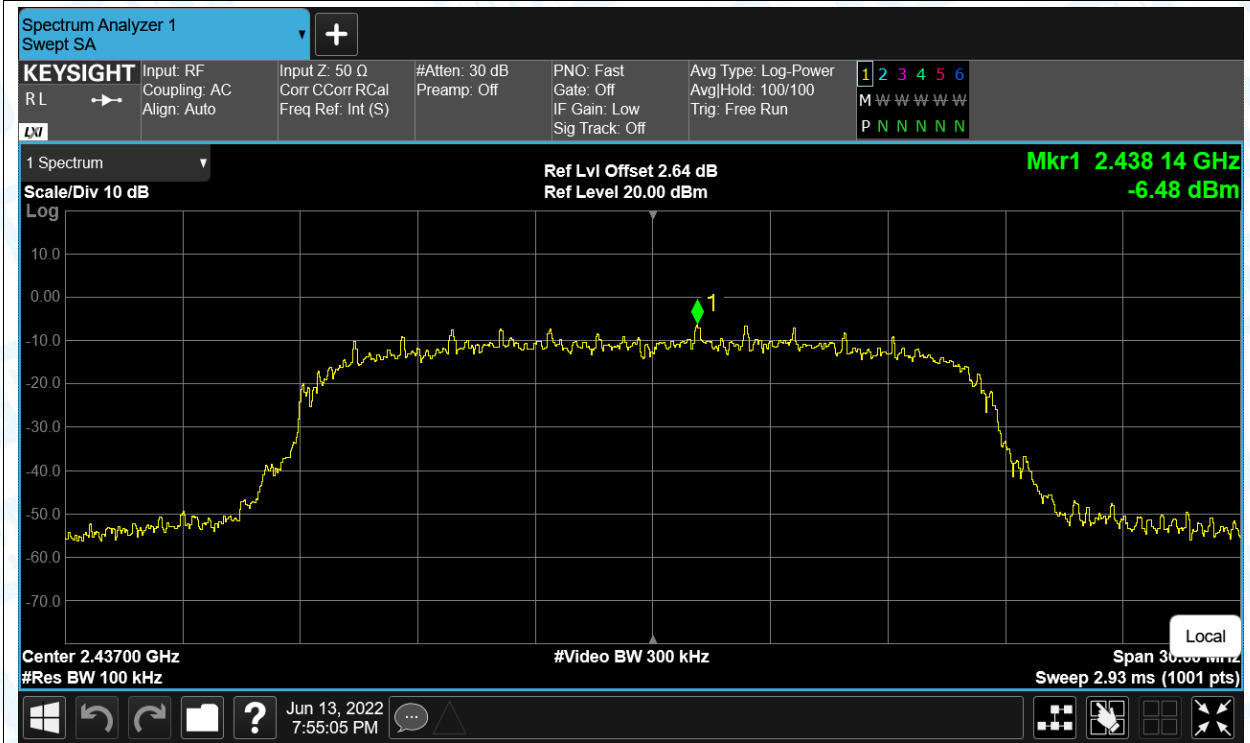 Spectrum Analyzer 1
Swept SA
+
KEYSIGHT
R L
LXI
Input: RF
Coupling: AC
Align: Auto
Input Z: 50 Ω
Corr CCorr RCal
Freq Ref: Int (S)
#Atten: 30 dB
Preamp: Off
PNO: Fast
Gate: Off
IF Gain: Low
Sig Track: Off
Avg Type: Log-Power
Avg|Hold: 100/100
Trig: Free Run
1 2 3 4 5 6
M W W W W W
P N N N N N
1 Spectrum
Scale/Div 10 dB
Ref Lvl Offset 2.64 dB
Ref Level 20.00 dBm
Mkr1 2.438 14 GHz
-6.48 dBm
Log
10.0
0.00
-10.0
-20.0
-30.0
-40.0
-50.0
-60.0
-70.0
1
Local
Center 2.43700 GHz
#Res BW 100 kHz
#Video BW 300 kHz
Span 30.00 MHz
Sweep 2.93 ms (1001 pts)
?
Jun 13, 2022
7:55:05 PM